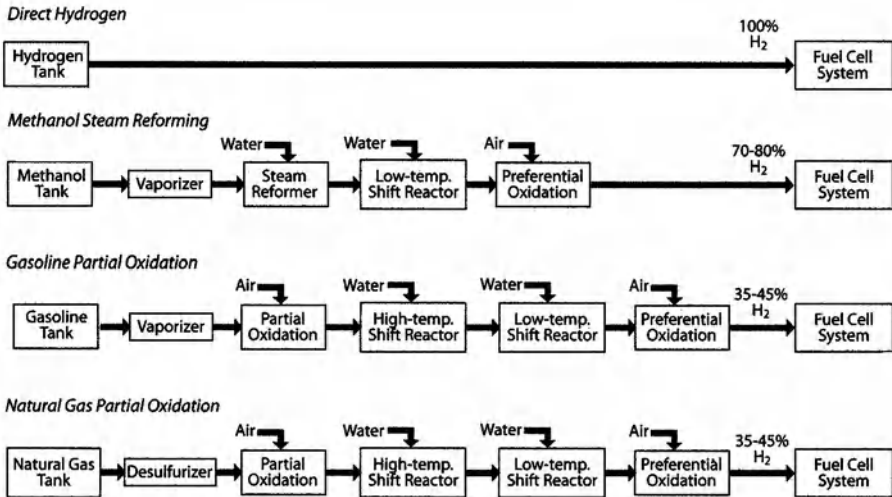 Direct Hydrogen
100%
H2
Hydrogen
Tank
Fuel Cell
System
Methanol Steam Reforming
Water
Water
Air
70-80%
H2
Methanol
Tank
Vaporizer
Steam
Reformer
Low-temp.
Shift Reactor
Preferential
Oxidation
Fuel Cell
System
Gasoline Partial Oxidation
Air
Water
Water
Air
35-45%
H2
Gasoline
Tank
Vaporizer
Partial
Oxidation
High-temp.
Shift Reactor
Low-temp.
Shift Reactor
Preferential
Oxidation
Fuel Cell
System
Natural Gas Partial Oxidation
Air
Water
Water
Air
35-45%
H2
Natural Gas
Tank
Desulfurizer
Partial
Oxidation
High-temp.
Shift Reactor
Low-temp.
Shift Reactor
Preferential
Oxidation
Fuel Cell
System